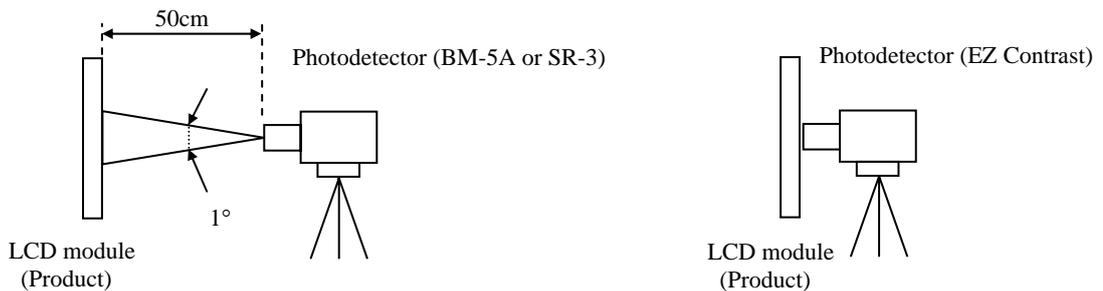 50cm
Photodetector (BM-5A or SR-3)
1°
LCD module
(Product)
Photodetector (EZ Contrast)
LCD module
(Product)